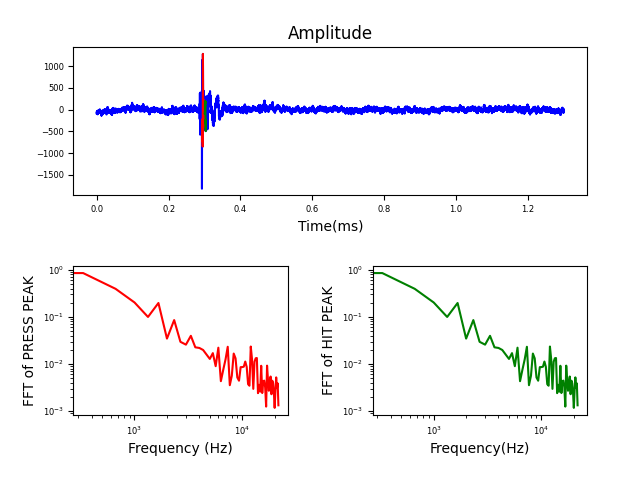 Amplitude
1000
500
0
−500
−1000
−1500
0.0 0.2 0.4 0.6 0.8 1.0 1.2
Time(ms)
FFT of PRESS PEAK
10⁰
10⁻¹
10⁻²
10⁻³
10³ 10⁴
Frequency (Hz)
FFT of HIT PEAK
10⁰
10⁻¹
10⁻²
10⁻³
10³ 10⁴
Frequency(Hz)